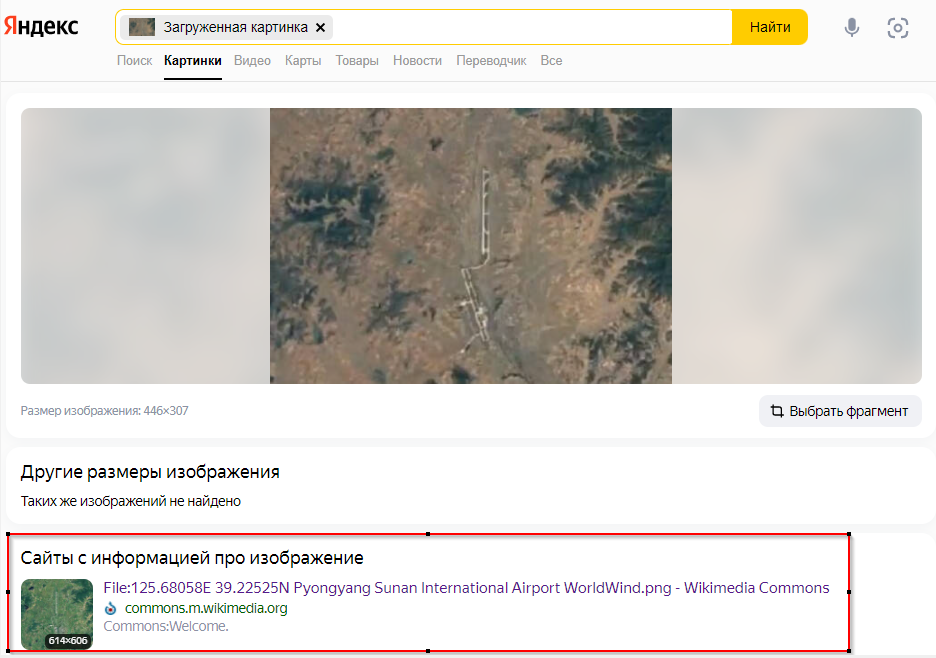 Яндекс
Загруженная картинка ×
Найти
Поиск Картинки Видео Карты Товары Новости Переводчик Все
Размер изображения: 446×307
Выбрать фрагмент
Другие размеры изображения
Таких же изображений не найдено
Сайты с информацией про изображение
File:125.68058E 39.22525N Pyongyang Sunan International Airport WorldWind.png - Wikimedia Commons
commons.m.wikimedia.org
Commons:Welcome.
614×606